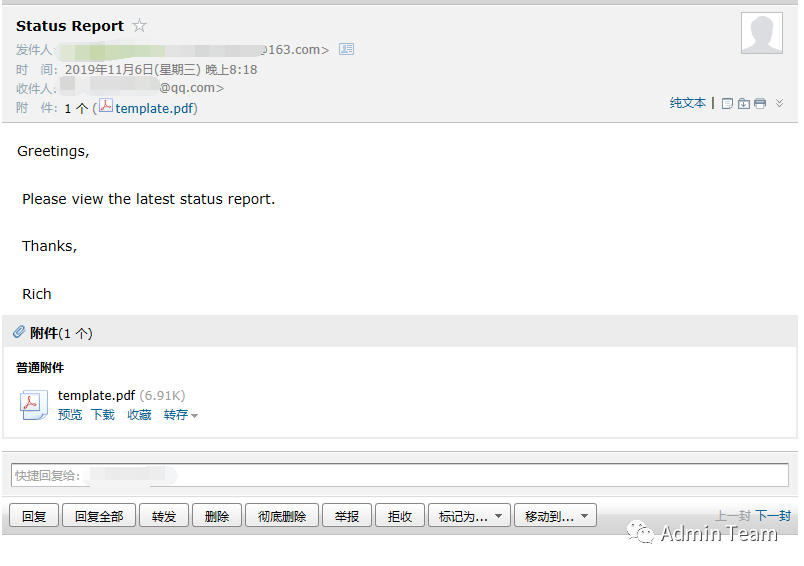 Status Report
发件人: @163.com>
时 间: 2019年11月6日(星期三) 晚上8:18
收件人: @qq.com>
附 件: 1 个 (template.pdf)
纯文本 |
Greetings,
Please view the latest status report.
Thanks,
Rich
附件(1 个)
普通附件
template.pdf (6.91K)
预览 下载 收藏 转存
快捷回复给:
回复 回复全部 转发 删除 彻底删除 举报 拒收 标记为... 移动到... 上一封 下一封
Admin Team